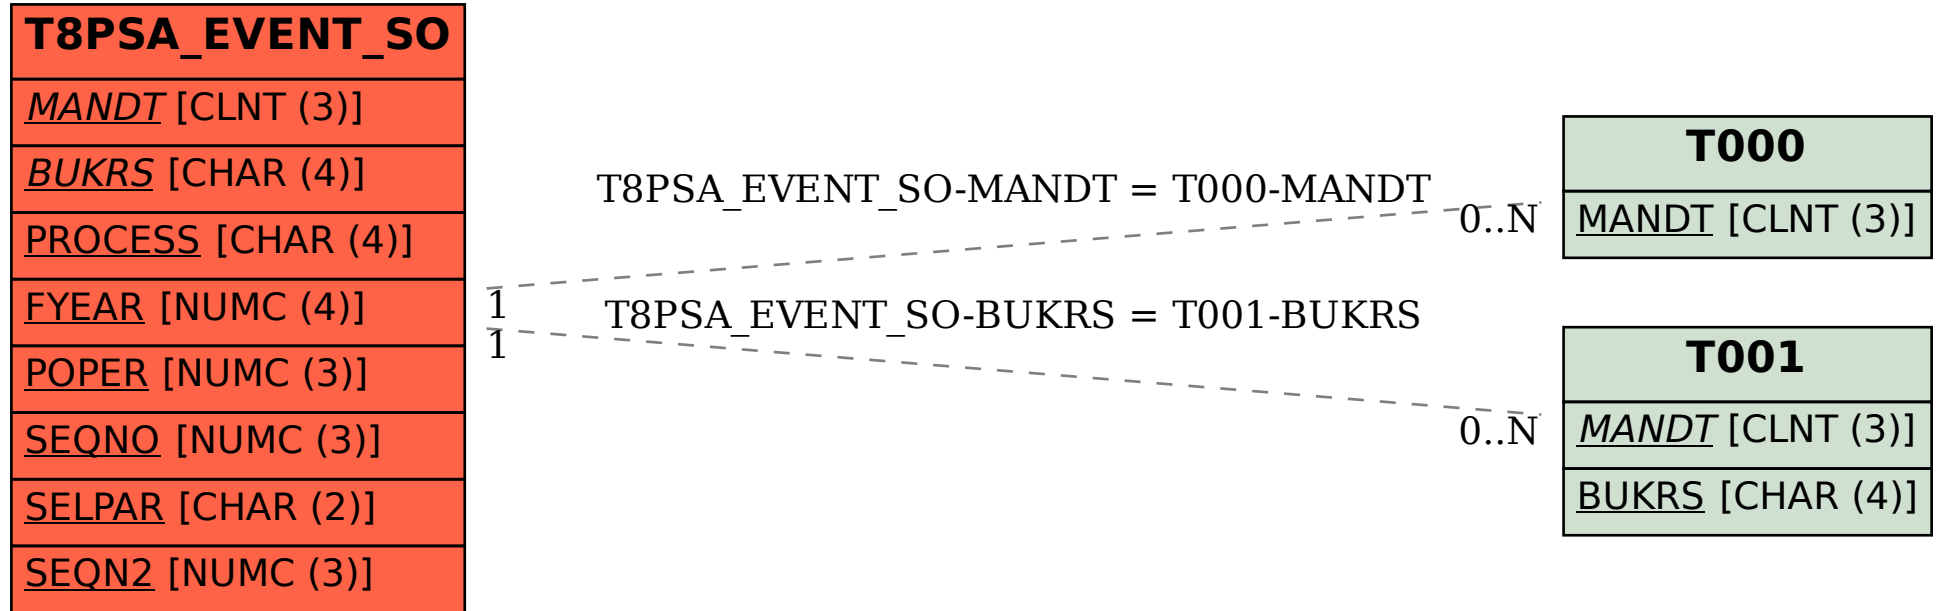 T8PSA_EVENT_SO
MANDT [CLNT (3)]
BUKRS [CHAR (4)]
PROCESS [CHAR (4)]
FYEAR [NUMC (4)]
POPER [NUMC (3)]
SEQNO [NUMC (3)]
SELPAR [CHAR (2)]
SEQN2 [NUMC (3)]
T8PSA_EVENT_SO-MANDT = T000-MANDT
0..N
1
T8PSA_EVENT_SO-BUKRS = T001-BUKRS
1
0..N
T000
MANDT [CLNT (3)]
T001
MANDT [CLNT (3)]
BUKRS [CHAR (4)]